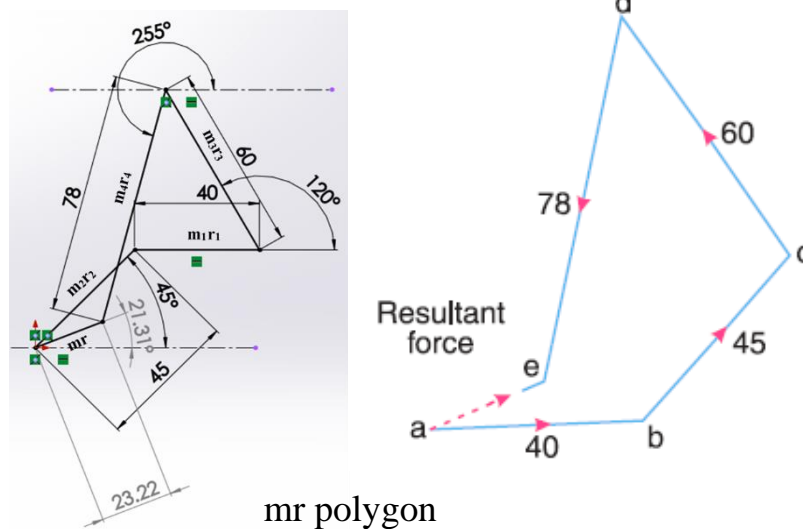 255°
m₃r₃
60
m₄r₄
78
40
120°
m₁r₁
m₂r₂
45°
21.31°
mr
45
23.22
d
60
78
c
Resultant
force
45
e
a
40
b
mr polygon